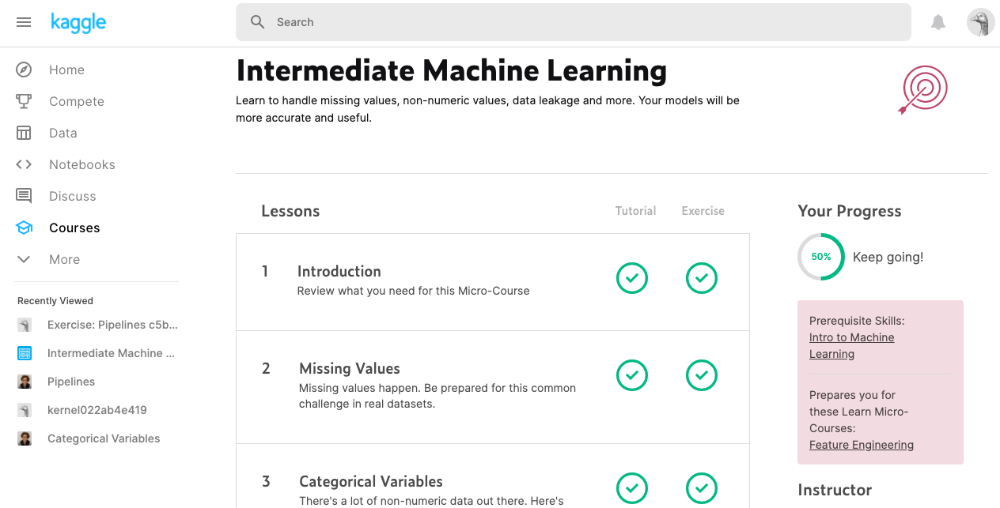 kaggle
Search
Home
Compete
Data
Notebooks
Discuss
Courses
More
Recently Viewed
Exercise: Pipelines c5b...
Intermediate Machine ...
Pipelines
kernel022ab4e419
Categorical Variables
Intermediate Machine Learning
Learn to handle missing values, non-numeric values, data leakage and more. Your models will be
more accurate and useful.
Lessons
Tutorial
Exercise
1
Introduction
Review what you need for this Micro-Course
2
Missing Values
Missing values happen. Be prepared for this common
challenge in real datasets.
3
Categorical Variables
There's a lot of non-numeric data out there. Here's
Your Progress
50%
Keep going!
Prerequisite Skills:
Intro to Machine
Learning
Prepares you for
these Learn Micro-
Courses:
Feature Engineering
Instructor